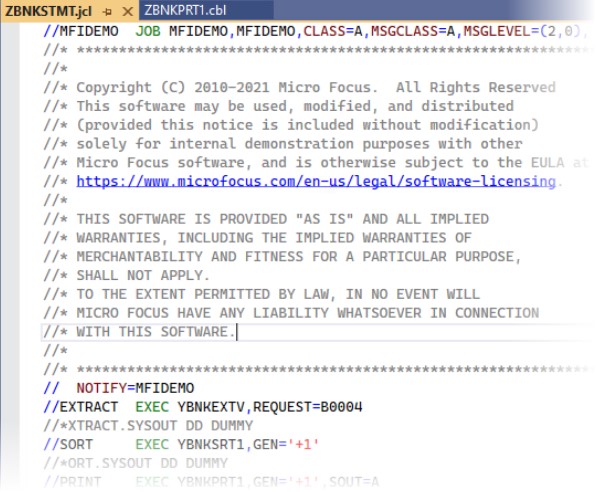 ZBNKSTMT.jcl ZBNKPRT1.cbl
//MFIDEMO  JOB MFIDEMO,MFIDEMO,CLASS=A,MSGCLASS=A,MSGLEVEL=(2,0),
//* ***********************************************************
//*
//* Copyright (C) 2010-2021 Micro Focus.  All Rights Reserved
//* This software may be used, modified, and distributed
//* (provided this notice is included without modification)
//* solely for internal demonstration purposes with other
//* Micro Focus software, and is otherwise subject to the EULA at
//* https://www.microfocus.com/en-us/legal/software-licensing.
//*
//* THIS SOFTWARE IS PROVIDED "AS IS" AND ALL IMPLIED
//* WARRANTIES, INCLUDING THE IMPLIED WARRANTIES OF
//* MERCHANTABILITY AND FITNESS FOR A PARTICULAR PURPOSE,
//* SHALL NOT APPLY.
//* TO THE EXTENT PERMITTED BY LAW, IN NO EVENT WILL
//* MICRO FOCUS HAVE ANY LIABILITY WHATSOEVER IN CONNECTION
//* WITH THIS SOFTWARE.
//*
//* ***********************************************************
//  NOTIFY=MFIDEMO
//EXTRACT  EXEC YBNKEXTV,REQUEST=B0004
//*XTRACT.SYSOUT DD DUMMY
//SORT     EXEC YBNKSRT1,GEN='+1'
//*ORT.SYSOUT DD DUMMY
//PRINT    EXEC YBNKPRT1,GEN='+1',SOUT=A